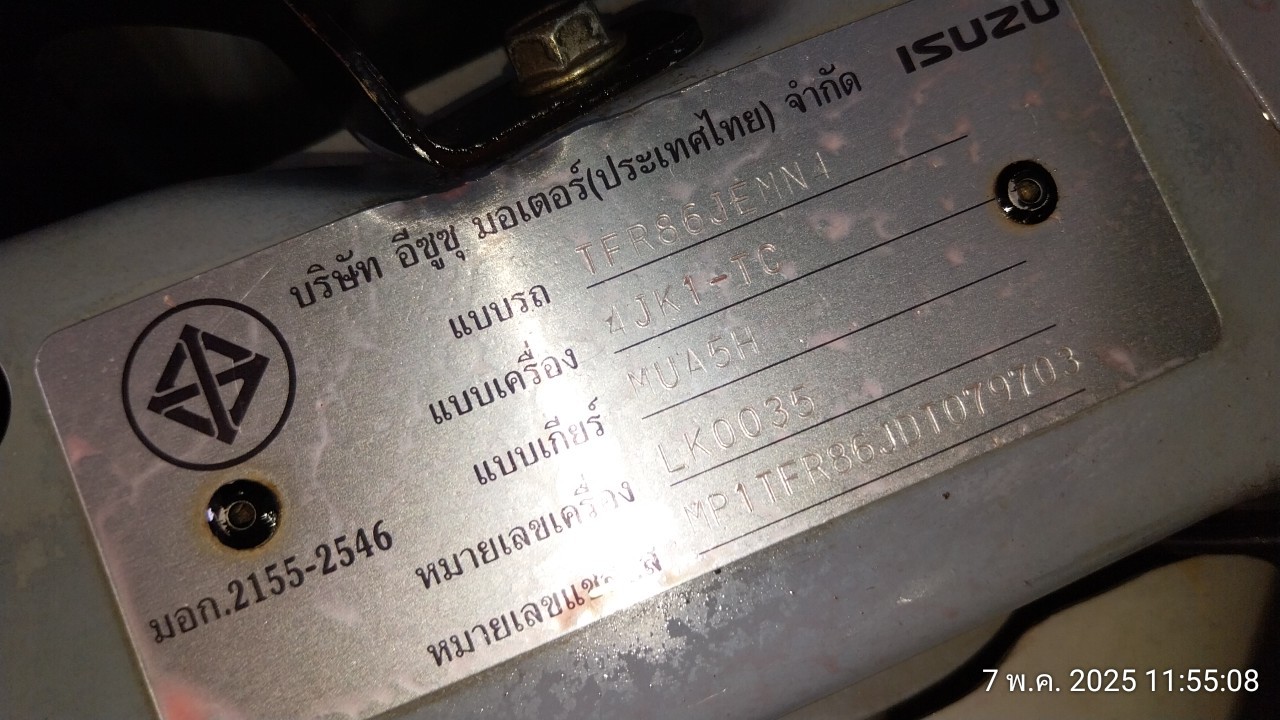 ISUZU
บริษัท อีซูซุ มอเตอร์(ประเทศไทย) จำกัด
แบบรถ TFR86JEMN1
แบบเครื่อง 4JK1-TC
แบบเกียร์ MUA5H
หมายเลขเครื่อง LK0035
หมายเลขแชสซีส์ MP1TFR86JD1079703
มอก.2155-2546
7 พ.ค. 2025 11:55:08